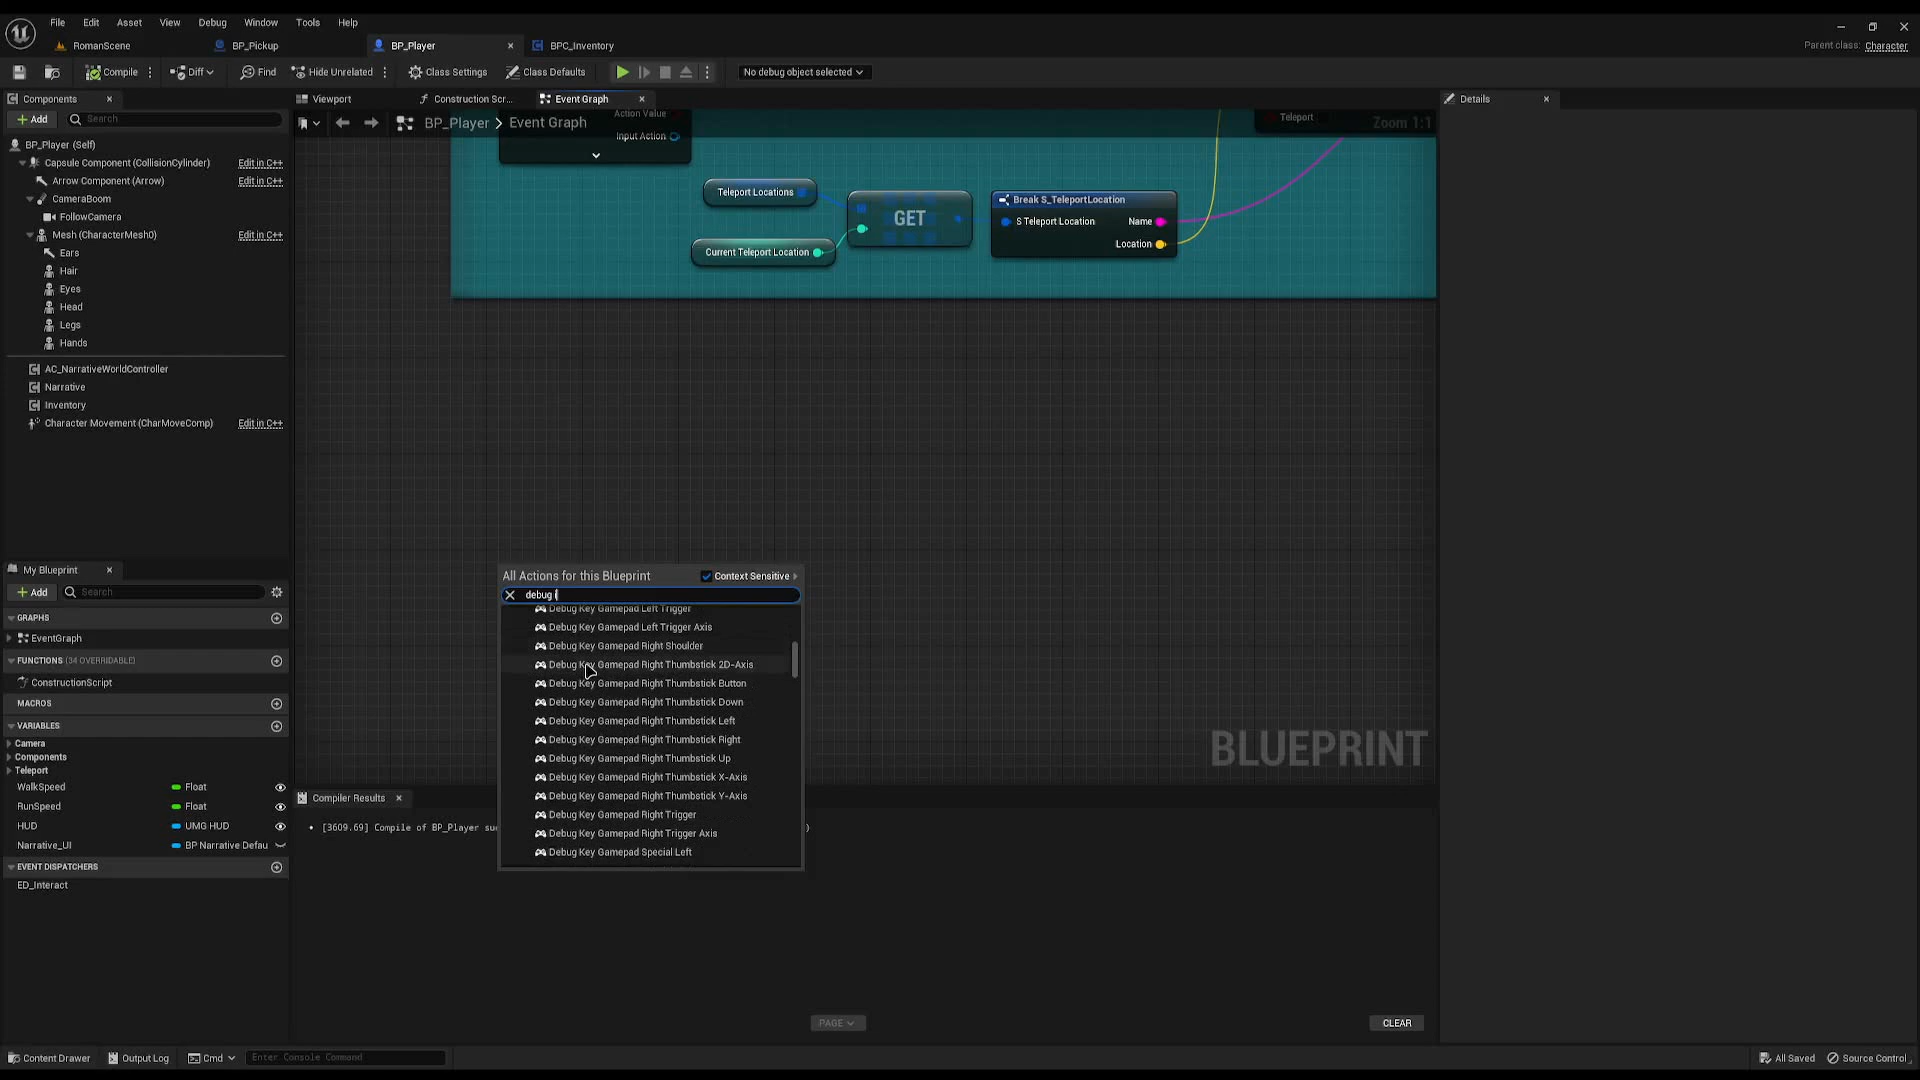 File Edit Asset View Debug Window Tools Help
RomanScene BP_Pickup BP_Player BPC_Inventory
Parent class: Character
Compile Diff Find Hide Unrelated Class Settings Class Defaults No debug object selected
Components
Viewport Construction Scr... Event Graph
Details
Add Search
BP_Player > Event Graph
Zoom 1:1
Action Value
Input Action
Teleport
BP_Player (Self)
Capsule Component (CollisionCylinder) Edit in C++
Arrow Component (Arrow) Edit in C++
CameraBoom
FollowCamera
Mesh (CharacterMesh0) Edit in C++
Ears
Hair
Eyes
Head
Legs
Hands
AC_NarrativeWorldController
Narrative
Inventory
Character Movement (CharMoveComp) Edit in C++
Teleport Locations
GET
Current Teleport Location
Break S_TeleportLocation
S Teleport Location Name
Location
My Blueprint
Add Search
GRAPHS
EventGraph
FUNCTIONS (34 OVERRIDABLE)
ConstructionScript
MACROS
VARIABLES
Camera
Components
Teleport
WalkSpeed Float
RunSpeed Float
HUD UMG HUD
Narrative_UI BP Narrative Defau
EVENT DISPATCHERS
ED_Interact
All Actions for this Blueprint Context Sensitive
debug i
Debug Key Gamepad Left Trigger
Debug Key Gamepad Left Trigger Axis
Debug Key Gamepad Right Shoulder
Debug Key Gamepad Right Thumbstick 2D-Axis
Debug Key Gamepad Right Thumbstick Button
Debug Key Gamepad Right Thumbstick Down
Debug Key Gamepad Right Thumbstick Left
Debug Key Gamepad Right Thumbstick Right
Debug Key Gamepad Right Thumbstick Up
Debug Key Gamepad Right Thumbstick X-Axis
Debug Key Gamepad Right Thumbstick Y-Axis
Debug Key Gamepad Right Trigger
Debug Key Gamepad Right Trigger Axis
Debug Key Gamepad Special Left
BLUEPRINT
Compiler Results
[3609.69] Compile of BP_Player su )
PAGE
CLEAR
Content Drawer Output Log Cmd Enter Console Command
All Saved Source Control